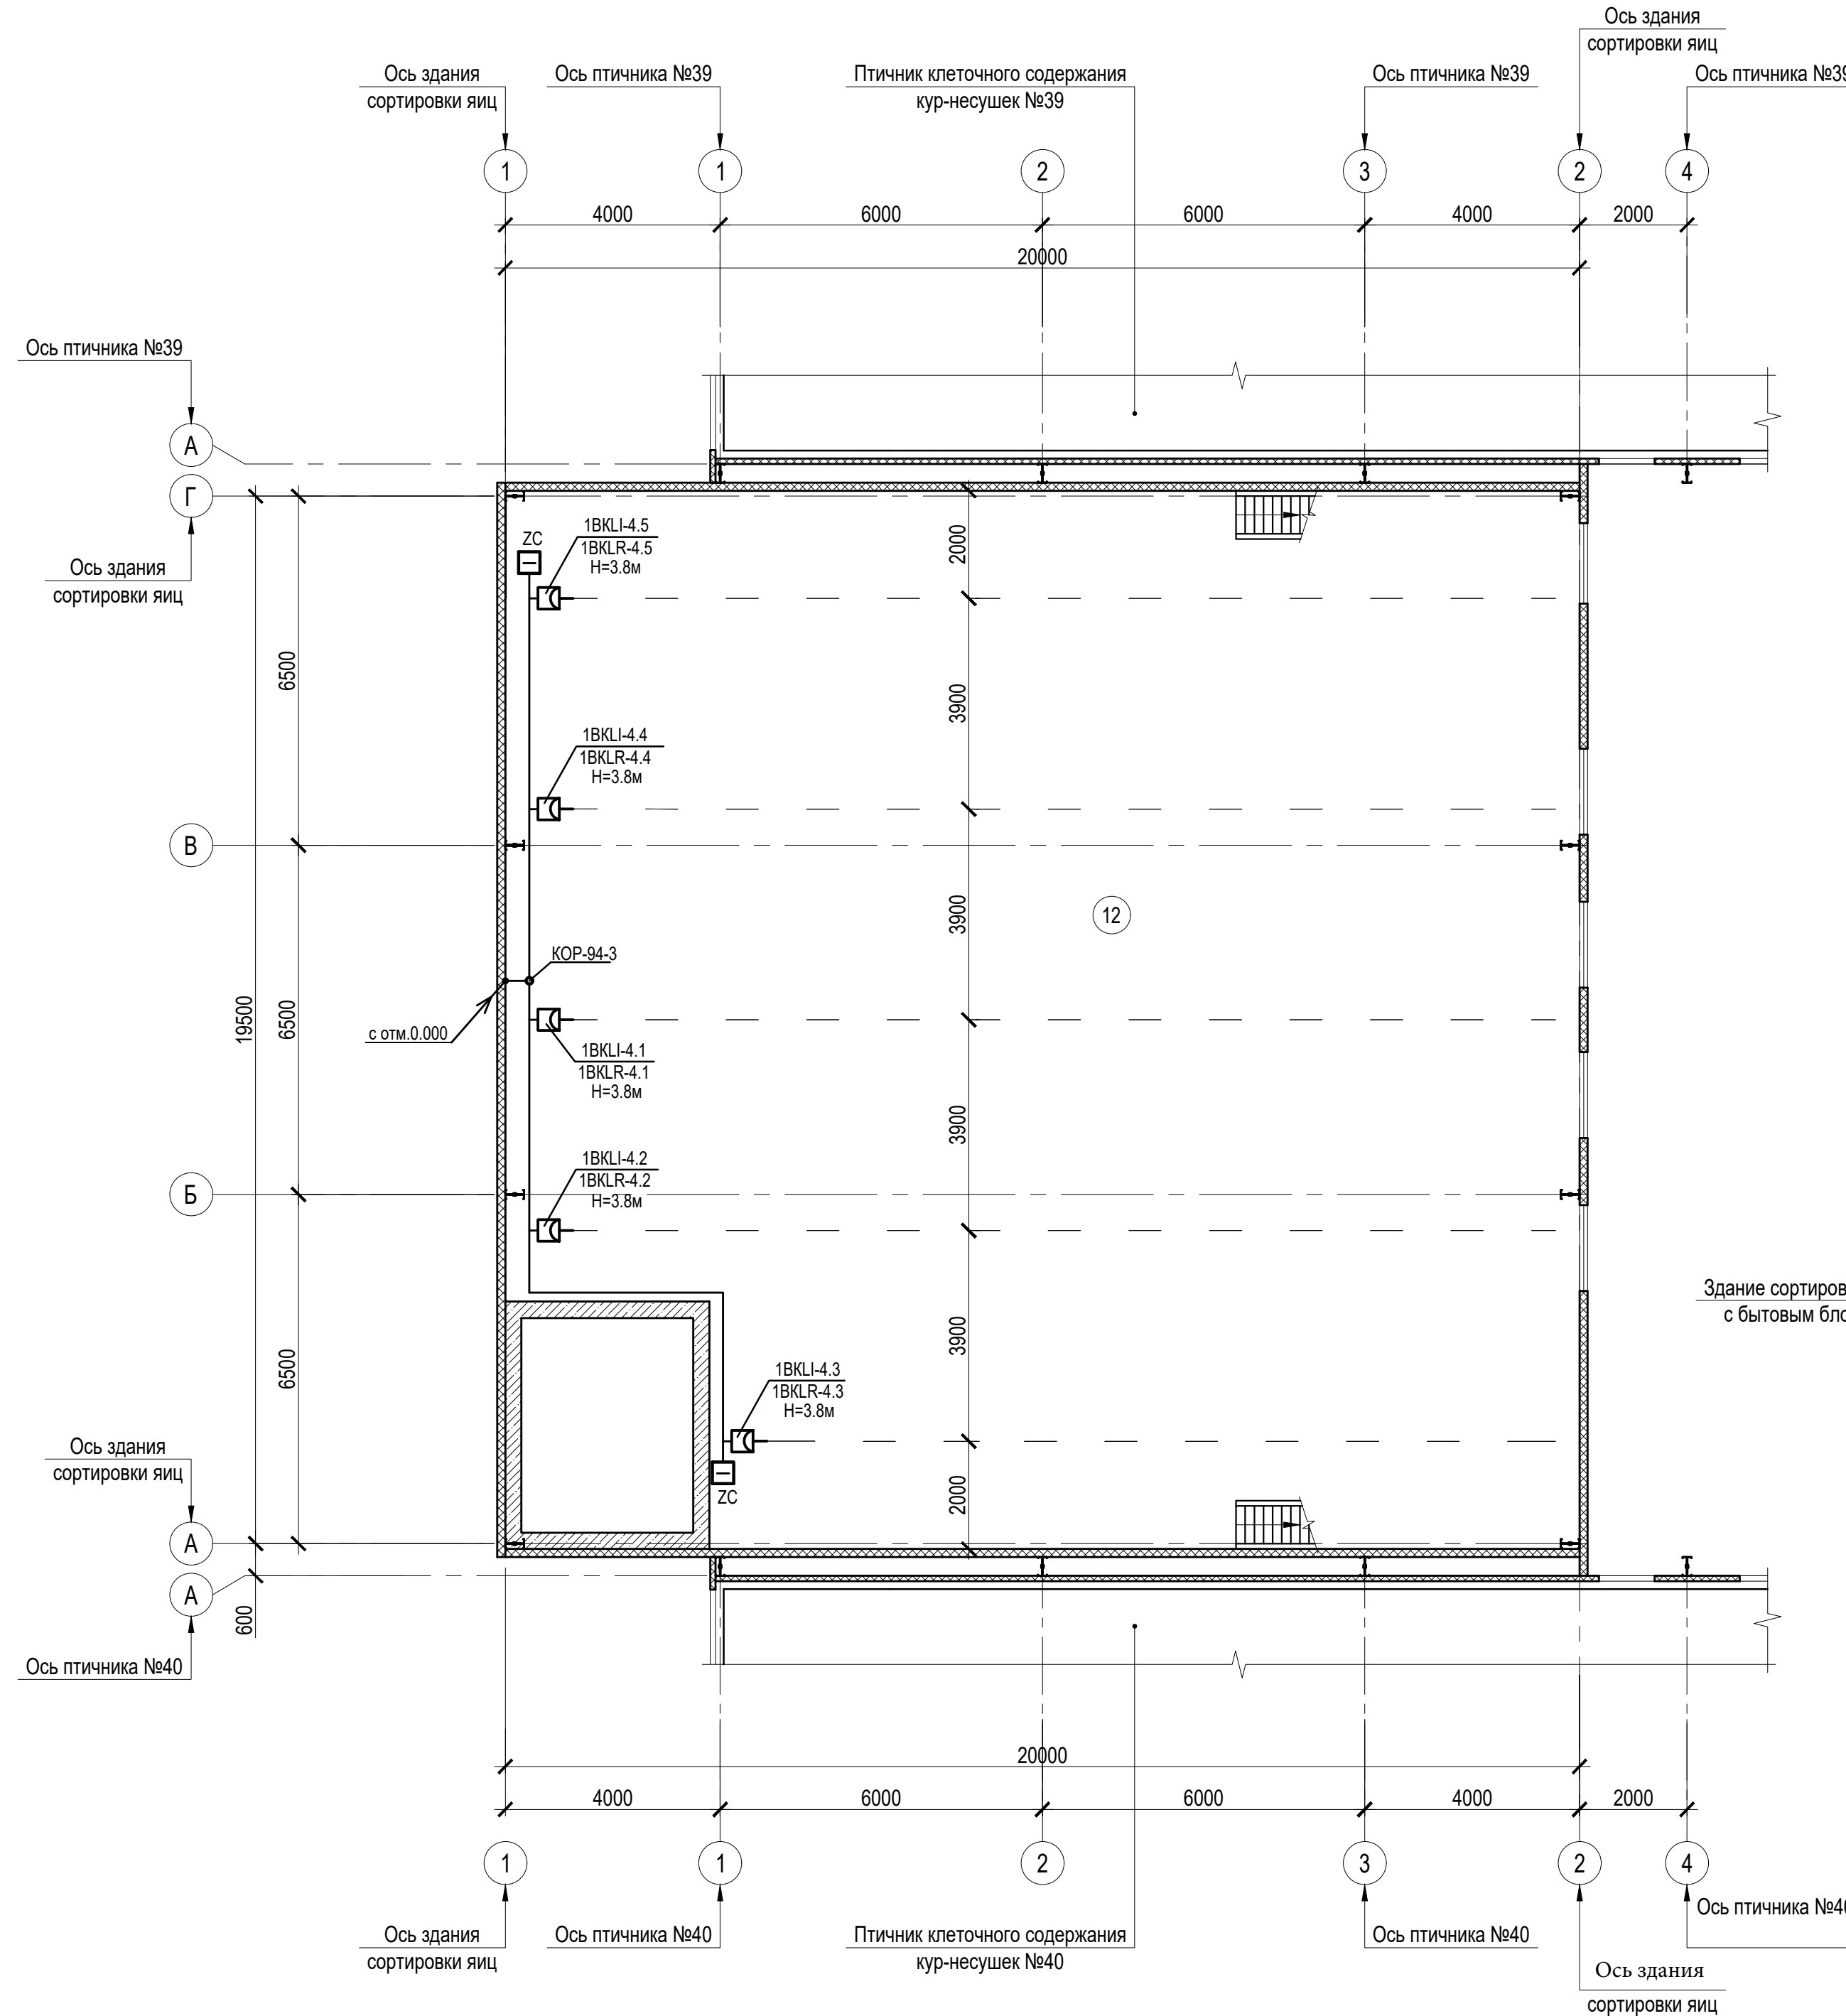 Ось здания
сортировки яиц
Ось здания
сортировки яиц
Ось птичника №39
Птичник клеточного содержания
кур-несушек №39
Ось птичника №39
Ось птичника №39
1
1
2
3
2
4
4000
6000
6000
4000
2000
20000
Ось птичника №39
А
Г
Ось здания
сортировки яиц
ZC
1BKLI-4.5
1BKLR-4.5
H=3.8м
2000
6500
3900
1BKLI-4.4
1BKLR-4.4
H=3.8м
В
3900
12
КОР-94-3
с отм.0.000
19500
6500
1BKLI-4.1
1BKLR-4.1
H=3.8м
3900
1BKLI-4.2
1BKLR-4.2
H=3.8м
Б
Здание сортиров
с бытовым бло
3900
6500
1BKLI-4.3
1BKLR-4.3
H=3.8м
Ось здания
сортировки яиц
ZC
2000
А
А
600
Ось птичника №40
20000
4000
6000
6000
4000
2000
1
1
2
3
2
4
Ось здания
сортировки яиц
Ось птичника №40
Птичник клеточного содержания
кур-несушек №40
Ось птичника №40
Ось птичника №40
Ось здания
сортировки яиц